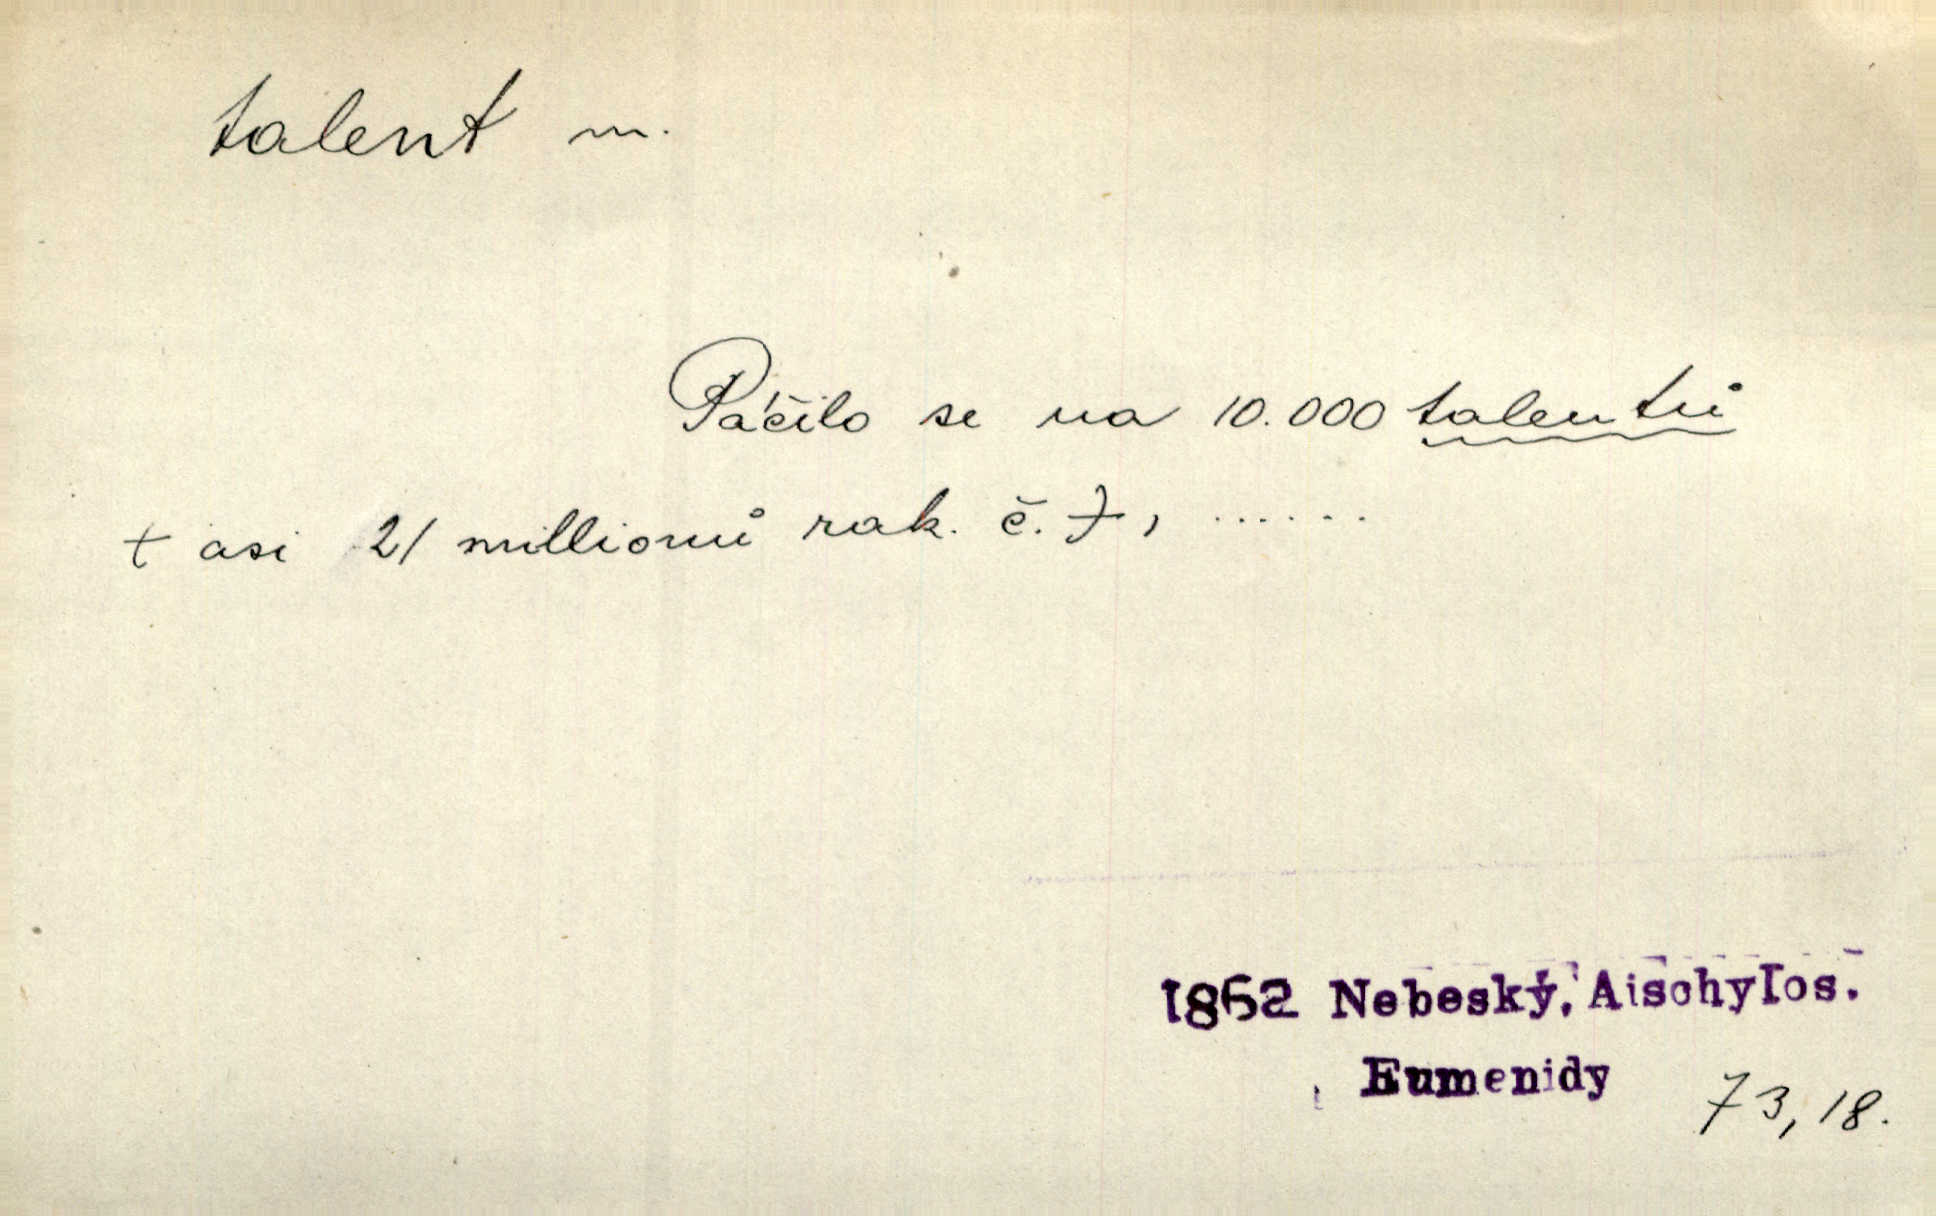 talent m.
Páčilo se na 10.000 talentů
(asi 21 millionů rak. č.), ......
1862 Nebeský, Aischylos.
Eumenidy 73, 18.